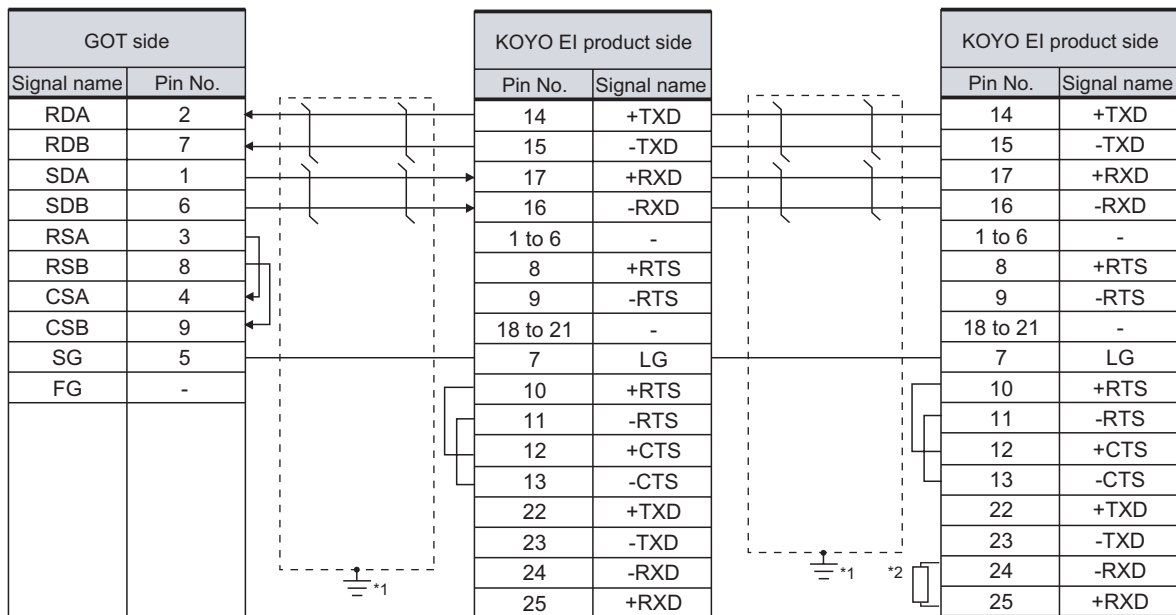 GOT side KOYO EI product side KOYO EI product side
Signal name Pin No. Pin No. Signal name Pin No. Signal name
RDA 2 14 +TXD 14 +TXD
RDB 7 15 -TXD 15 -TXD
SDA 1 17 +RXD 17 +RXD
SDB 6 16 -RXD 16 -RXD
RSA 3 1 to 6 - 1 to 6 -
RSB 8 8 +RTS 8 +RTS
CSA 4 9 -RTS 9 -RTS
CSB 9 18 to 21 - 18 to 21 -
SG 5 7 LG 7 LG
FG - 10 +RTS 10 +RTS
11 -RTS 11 -RTS
12 +CTS 12 +CTS
13 -CTS 13 -CTS
22 +TXD 22 +TXD
23 -TXD 23 -TXD
*1 24 -RXD *1 *2 24 -RXD
25 +RXD 25 +RXD